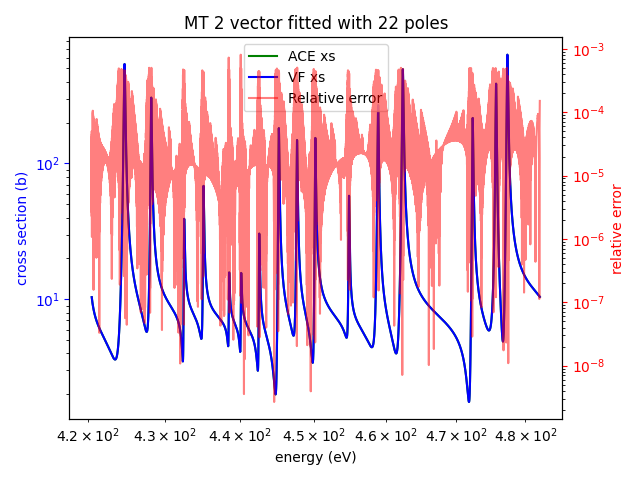 MT 2 vector fitted with 22 poles
ACE xs
VF xs
Relative error
cross section (b)
10²
10¹
relative error
10⁻³
10⁻⁴
10⁻⁵
10⁻⁶
10⁻⁷
10⁻⁸
4.2 × 10² 4.3 × 10² 4.4 × 10² 4.5 × 10² 4.6 × 10² 4.7 × 10² 4.8 × 10²
energy (eV)